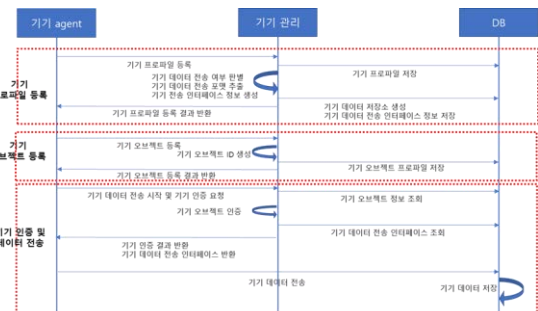 기기 agent
기기 관리
DB
기기
로파일 등록
기기 프로파일 등록
기기 데이터 전송 여부 판별
기기 데이터 전송 포맷 추출
기기 전송 인터페이스 정보 생성
기기 프로파일 저장
기기 데이터 저장소 생성
기기 데이터 전송 인터페이스 정보 저장
기기 프로파일 등록 결과 반환
기기
브젝트 등록
기기 오브젝트 등록
기기 오브젝트 ID 생성
기기 오브젝트 프로파일 저장
기기 오브젝트 등록 결과 반환
기기 인증 및
데이터 전송
기기 데이터 전송 시작 및 기기 인증 요청
기기 오브젝트 정보 조회
기기 오브젝트 인증
기기 데이터 전송 인터페이스 조회
기기 인증 결과 반환
기기 데이터 전송 인터페이스 반환
기기 데이터 전송
기기 데이터 저장